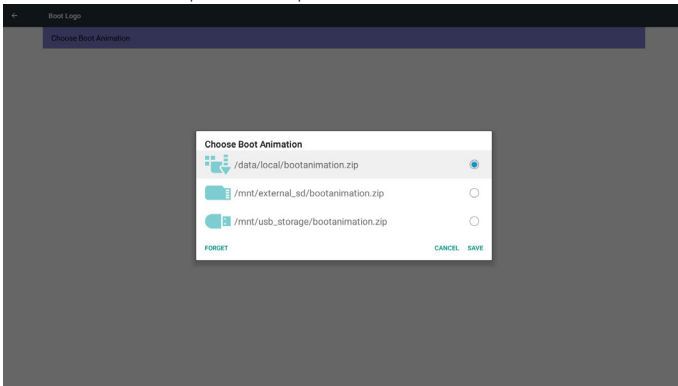 Boot Logo
Choose Boot Animation
Choose Boot Animation
/data/local/bootanimation.zip
/mnt/external_sd/bootanimation.zip
/mnt/usb_storage/bootanimation.zip
FORGET CANCEL SAVE